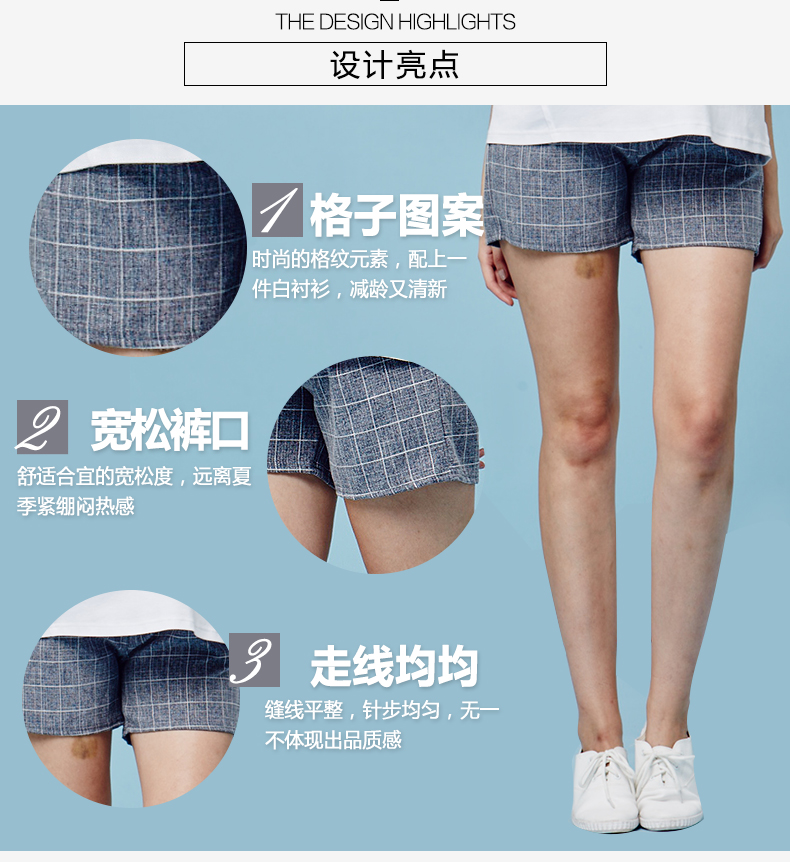 THE DESIGN HIGHLIGHTS
设计亮点
1 格子图案
时尚的格纹元素，配上一
件白衬衫，减龄又清新
2 宽松裤口
舒适合宜的宽松度，远离夏
季紧绷闷热感
3 走线均均
缝线平整，针步均匀，无一
不体现出品质感